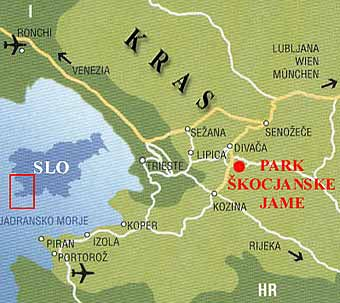 I
RONCHI
VENEZIA
KRAS
LJUBLJANA
WIEN
MÜNCHEN
SEŽANA
SENOŽEČE
LIPICA
DIVAČA
TRIESTE
SLO
PARK
ŠKOCJANSKE
JAME
KOZINA
JADRANSKO MORJE
KOPER
IZOLA
PIRAN
PORTOROŽ
RIJEKA
HR